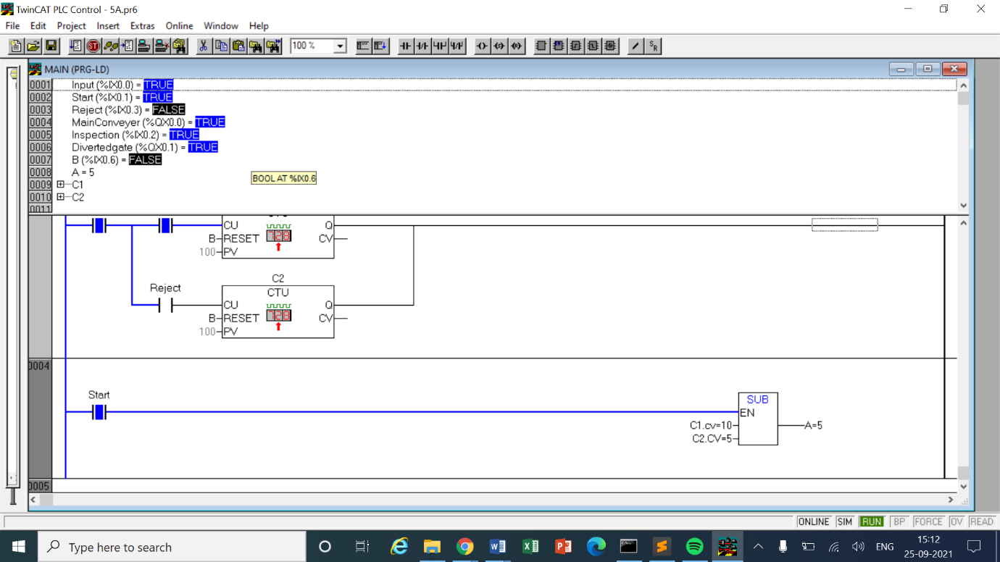 TwinCAT PLC Control - 5A.pr6
File Edit Project Insert Extras Online Window Help
100 %
MAIN (PRG-LD)
0001 Input (%IX0.0) = TRUE
0002 Start (%IX0.1) = TRUE
0003 Reject (%IX0.3) = FALSE
0004 MainConveyer (%QX0.0) = TRUE
0005 Inspection (%IX0.2) = TRUE
0006 Divertedgate (%QX0.1) = TRUE
0007 B (%IX0.6) = FALSE
0008 A = 5
BOOL AT %IX0.6
0009 C1
0010 C2
0011
CU Q
B RESET CV
100 PV
C2
Reject
CTU
CU Q
B RESET CV
100 PV
0004
Start
SUB
EN
C1.cv=10
A=5
C2.CV=5
0005
ONLINE SIM RUN BP FORCE OV READ
Type here to search
ENG
15:12
25-09-2021